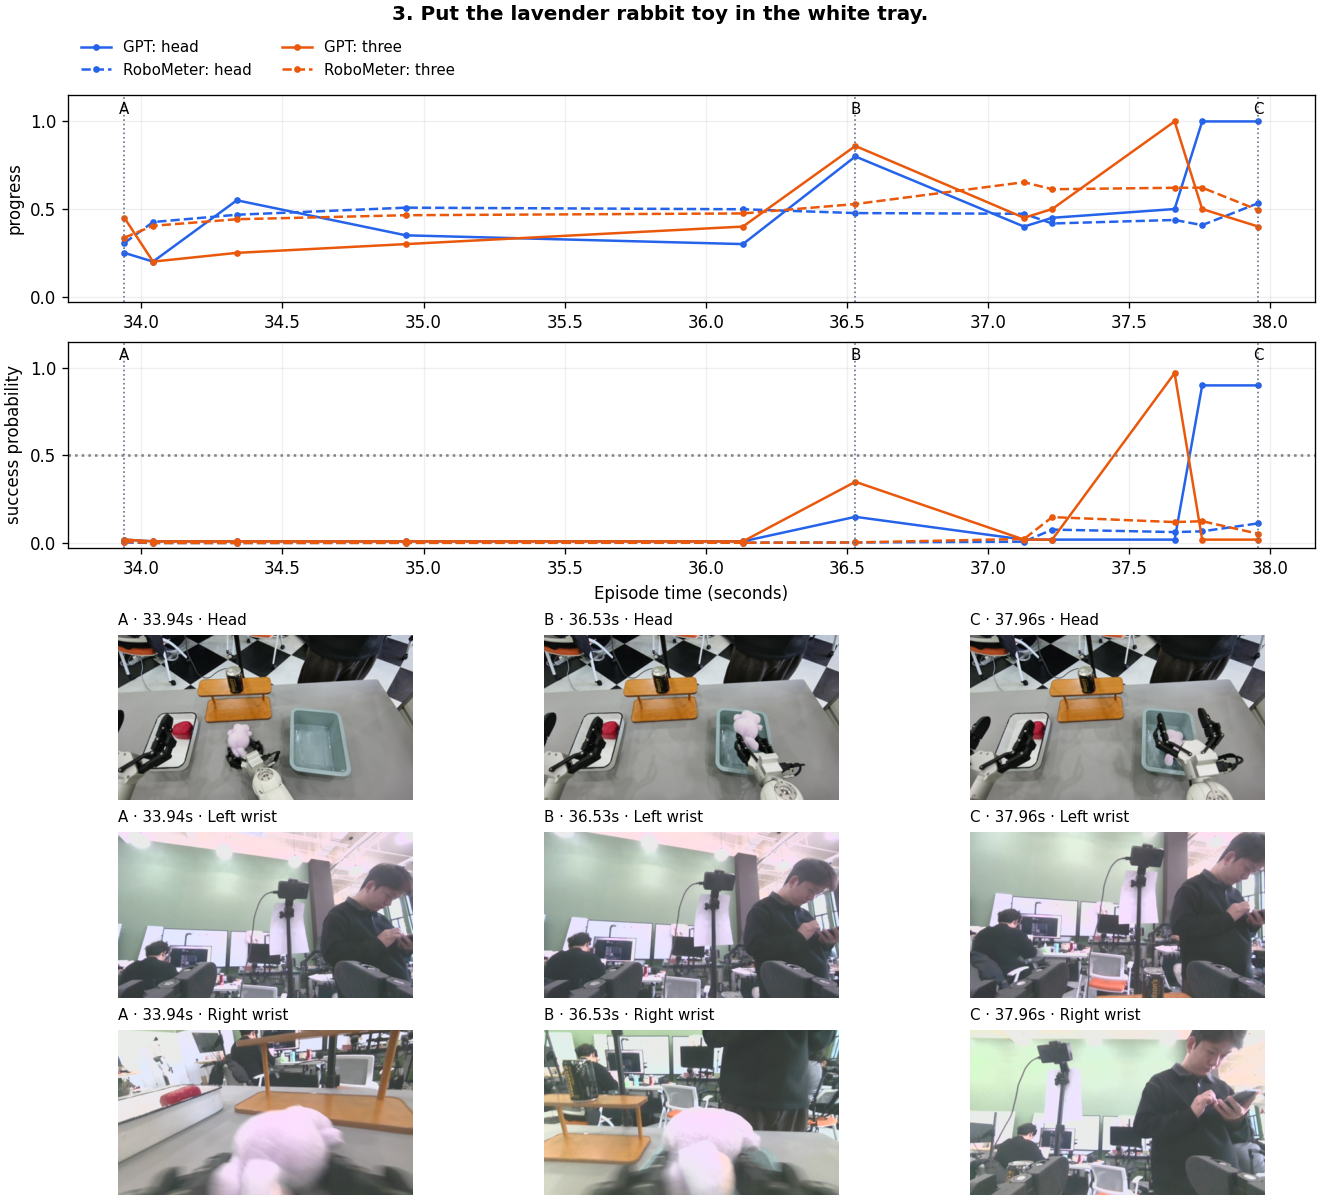 3. Put the lavender rabbit toy in the white tray.
GPT: head
GPT: three
RoboMeter: head
RoboMeter: three
A
B
C
progress
1.0
0.5
0.0
34.0 34.5 35.0 35.5 36.0 36.5 37.0 37.5 38.0
A
B
C
success probability
1.0
0.5
0.0
34.0 34.5 35.0 35.5 36.0 36.5 37.0 37.5 38.0
Episode time (seconds)
A · 33.94s · Head
B · 36.53s · Head
C · 37.96s · Head
A · 33.94s · Left wrist
B · 36.53s · Left wrist
C · 37.96s · Left wrist
A · 33.94s · Right wrist
B · 36.53s · Right wrist
C · 37.96s · Right wrist